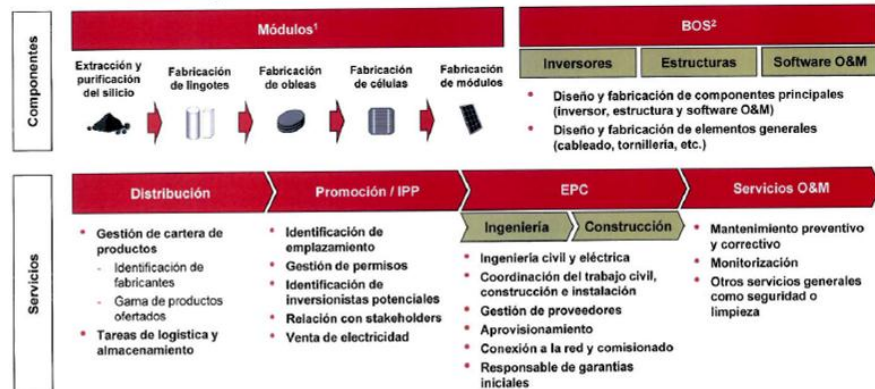 Componentes
Módulos¹
Extracción y
purificación
del silicio
Fabricación
de lingotes
Fabricación
de obleas
Fabricación
de células
Fabricación
de módulos
BOS²
Inversores
Estructuras
Software O&M
• Diseño y fabricación de componentes principales
(inversor, estructura y software O&M)
• Diseño y fabricación de elementos generales
(cableado, tornillería, etc.)
Servicios
Distribución
• Gestión de cartera de
productos
- Identificación de
fabricantes
- Gama de productos
ofertados
• Tareas de logística y
almacenamiento
Promoción / IPP
• Identificación de
emplazamiento
• Gestión de permisos
• Identificación de
inversionistas potenciales
• Relación con stakeholders
• Venta de electricidad
EPC
Ingeniería
Construcción
• Ingeniería civil y eléctrica
• Coordinación del trabajo civil,
construcción e instalación
• Gestión de proveedores
• Aprovisionamiento
• Conexión a la red y comisionado
• Responsable de garantías
iniciales
Servicios O&M
• Mantenimiento preventivo
y correctivo
• Monitorización
• Otros servicios generales
como seguridad o
limpieza